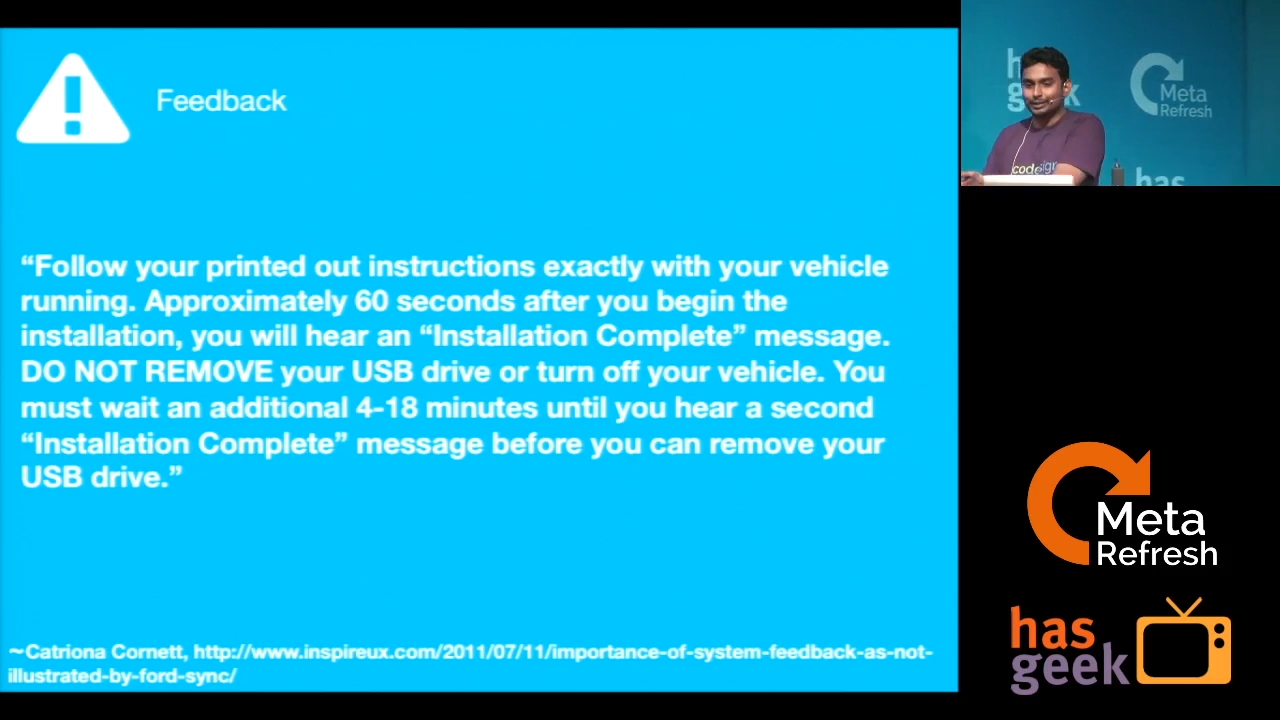 Feedback
“Follow your printed out instructions exactly with your vehicle
running. Approximately 60 seconds after you begin the
installation, you will hear an “Installation Complete” message.
DO NOT REMOVE your USB drive or turn off your vehicle. You
must wait an additional 4-18 minutes until you hear a second
“Installation Complete” message before you can remove your
USB drive.”
~Catriona Cornett, http://www.inspireux.com/2011/07/11/importance-of-system-feedback-as-not-
illustrated-by-ford-sync/
Meta
Refresh
has
Meta
Refresh
has
geek